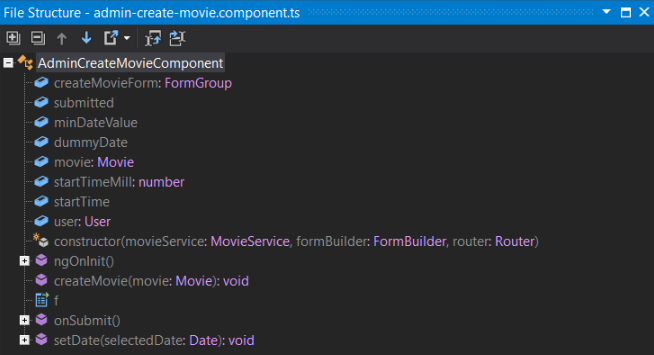 File Structure - admin-create-movie.component.ts
AdminCreateMovieComponent
createMovieForm: FormGroup
submitted
minDateValue
dummyDate
movie: Movie
startTimeMill: number
startTime
user: User
constructor(movieService: MovieService, formBuilder: FormBuilder, router: Router)
ngOnInit()
createMovie(movie: Movie): void
f
onSubmit()
setDate(selectedDate: Date): void